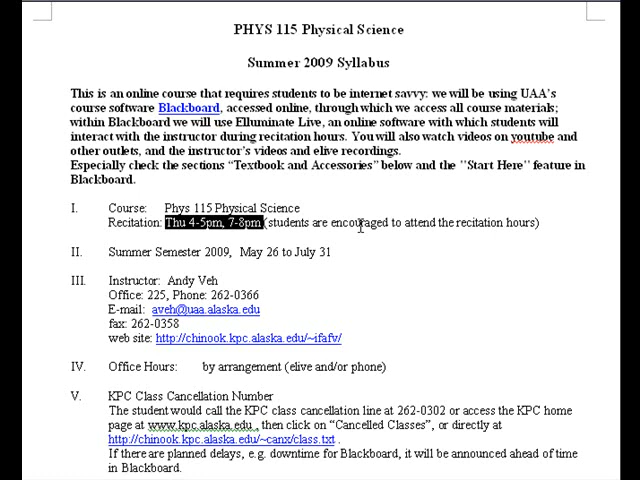 PHYS 115 Physical Science
Summer 2009 Syllabus
This is an online course that requires students to be internet savvy: we will be using UAA's
course software Blackboard, accessed online, through which we access all course materials;
within Blackboard we will use Elluminate Live, an online software with which students will
interact with the instructor during recitation hours. You will also watch videos on youtube and
other outlets, and the instructor's videos and elive recordings.
Especially check the sections "Textbook and Accessories" below and the "Start Here" feature in
Blackboard.
I. Course: Phys 115 Physical Science
Recitation: Thu 4-5pm, 7-8pm (students are encouraged to attend the recitation hours)
II. Summer Semester 2009, May 26 to July 31
III. Instructor: Andy Veh
Office: 225, Phone: 262-0366
E-mail: aveh@uaa.alaska.edu
fax: 262-0358
web site: http://chinook.kpc.alaska.edu/~ifafv/
IV. Office Hours: by arrangement (elive and/or phone)
V. KPC Class Cancellation Number
The student would call the KPC class cancellation line at 262-0302 or access the KPC home
page at www.kpc.alaska.edu , then click on "Cancelled Classes", or directly at
http://chinook.kpc.alaska.edu/~canx/class.txt .
If there are planned delays, e.g. downtime for Blackboard, it will be announced ahead of time
in Blackboard.